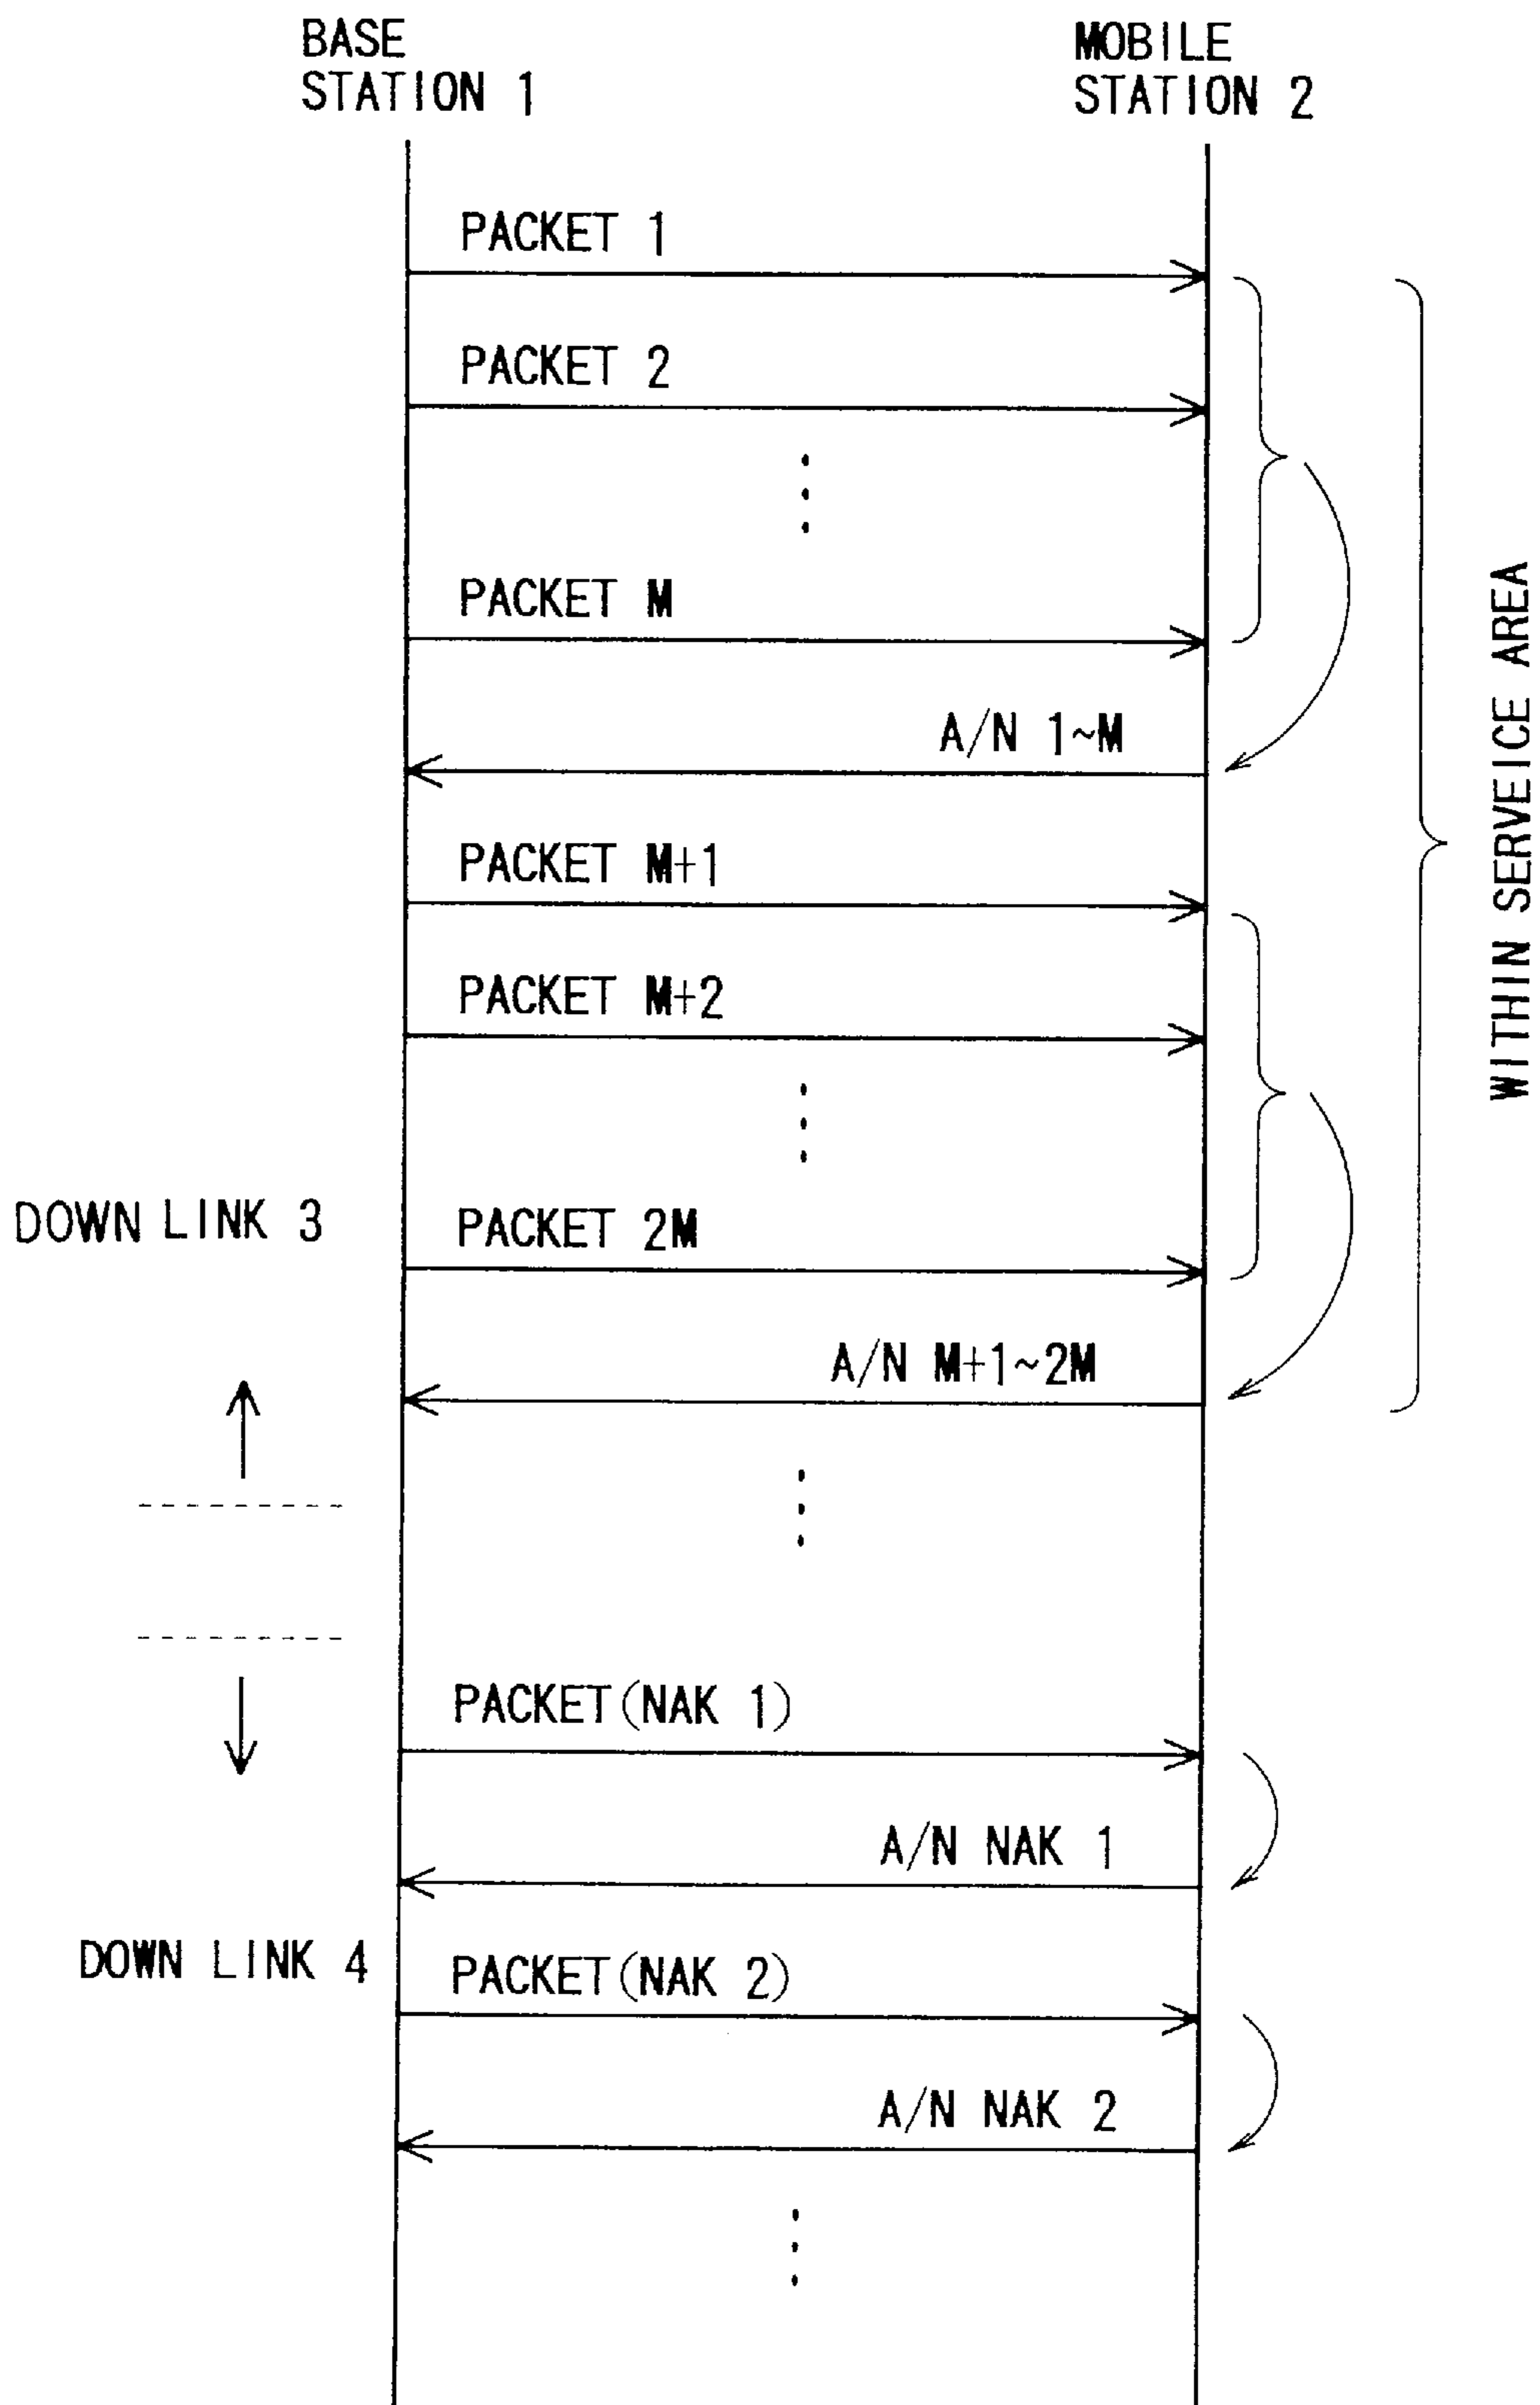 BASE
STATION 1
MOBILE
STATION 2
PACKET 1
PACKET 2
PACKET M
A/N 1~M
PACKET M+1
PACKET M+2
DOWN LINK 3
PACKET 2M
A/N M+1~2M
WITHIN SERVEICE AREA
PACKET(NAK 1)
A/N NAK 1
DOWN LINK 4
PACKET(NAK 2)
A/N NAK 2